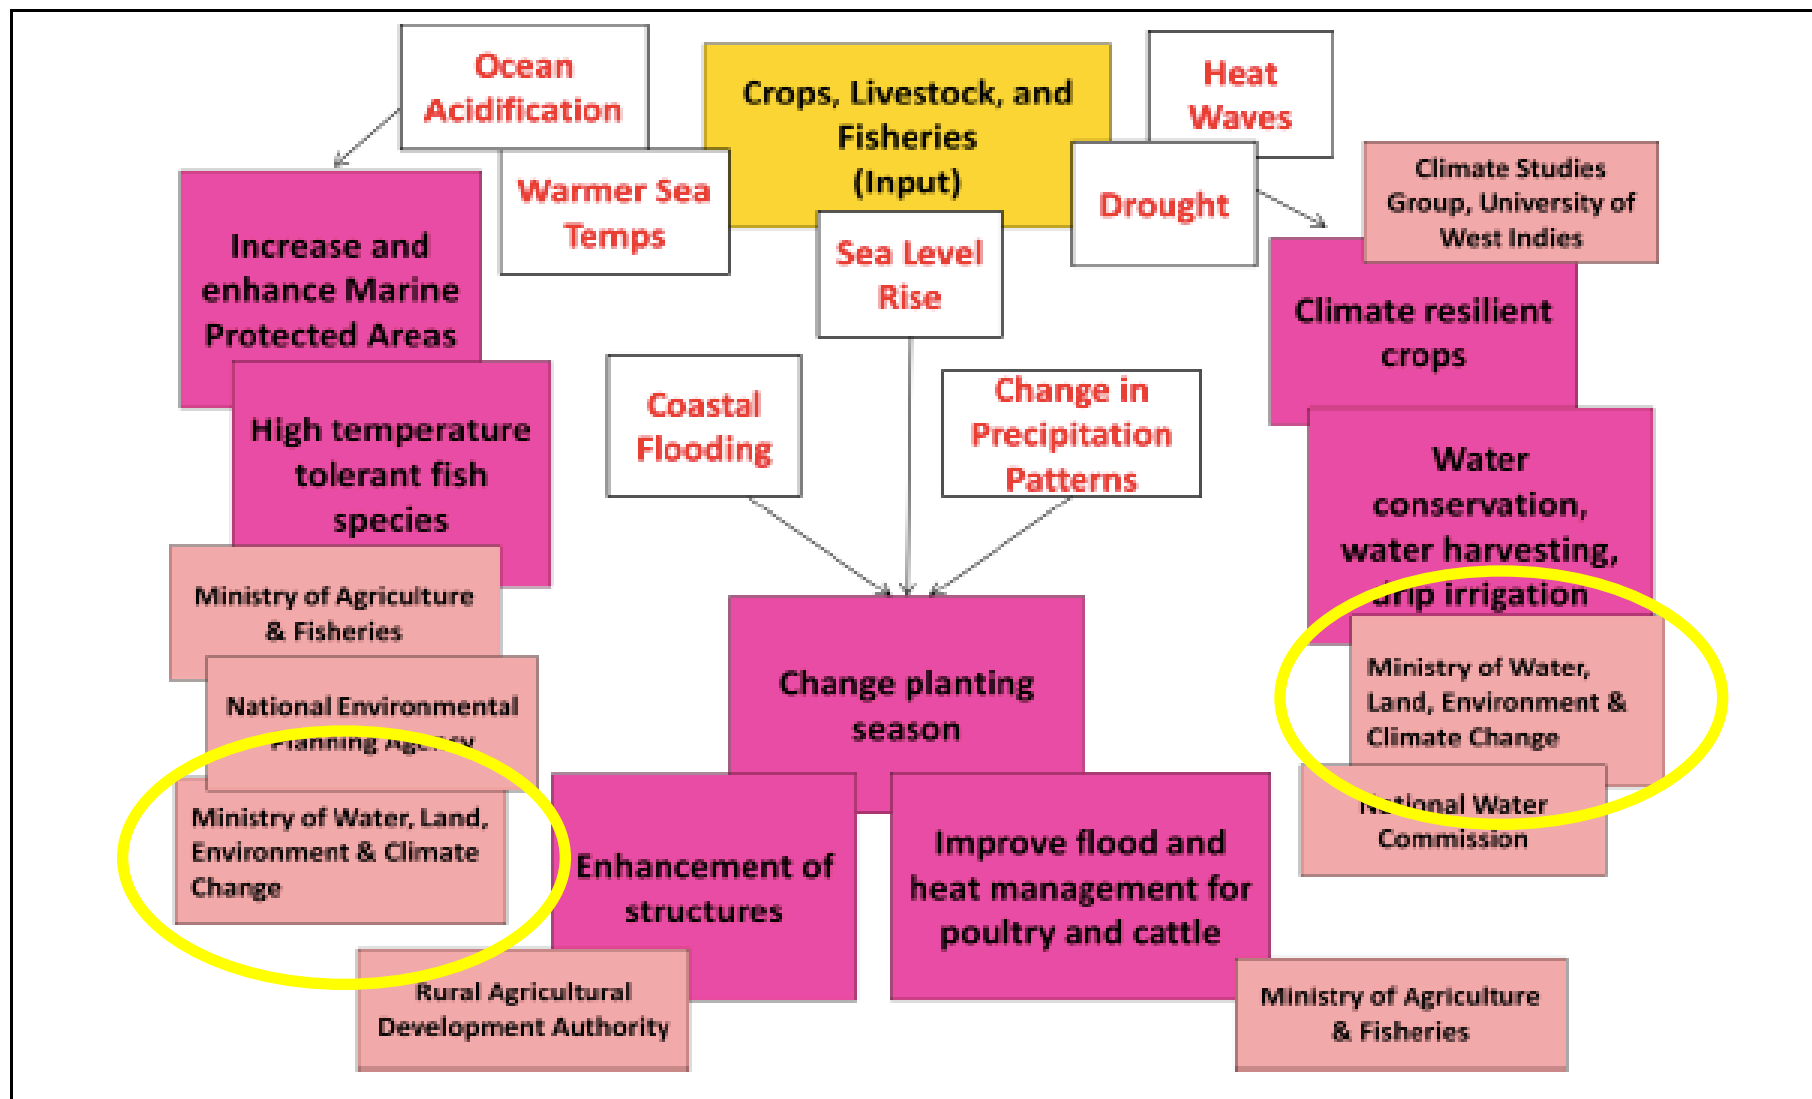 Ocean
Acidification
Warmer Sea
Temps
Crops, Livestock, and
Fisheries
(Input)
Sea Level
Rise
Heat
Waves
Drought
Climate Studies
Group, University of
West Indies
Increase and
enhance Marine
Protected Areas
High temperature
tolerant fish
species
Coastal
Flooding
Change in
Precipitation
Patterns
Climate resilient
crops
Water
conservation,
water harvesting,
drip irrigation
Ministry of Agriculture
& Fisheries
National Environmental
Planning Agency
Ministry of Water, Land,
Environment & Climate
Change
Change planting
season
Enhancement of
structures
Improve flood and
heat management for
poultry and cattle
Ministry of Water,
Land, Environment &
Climate Change
National Water
Commission
Rural Agricultural
Development Authority
Ministry of Agriculture
& Fisheries